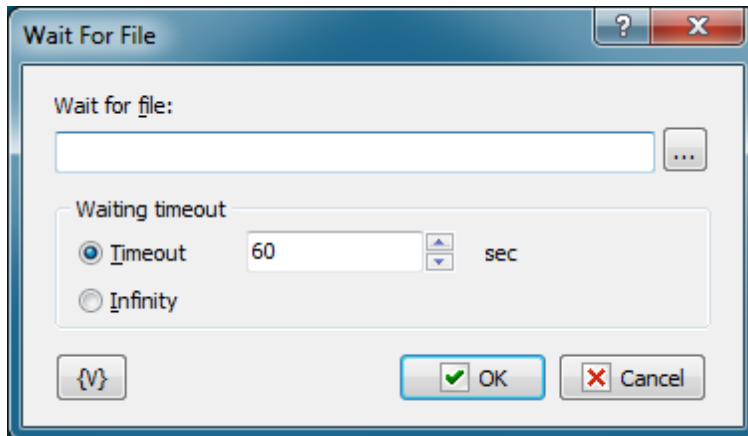 Wait For File
?
Wait for file:
...
Waiting timeout
Timeout 60 sec
Infinity
{V} OK Cancel